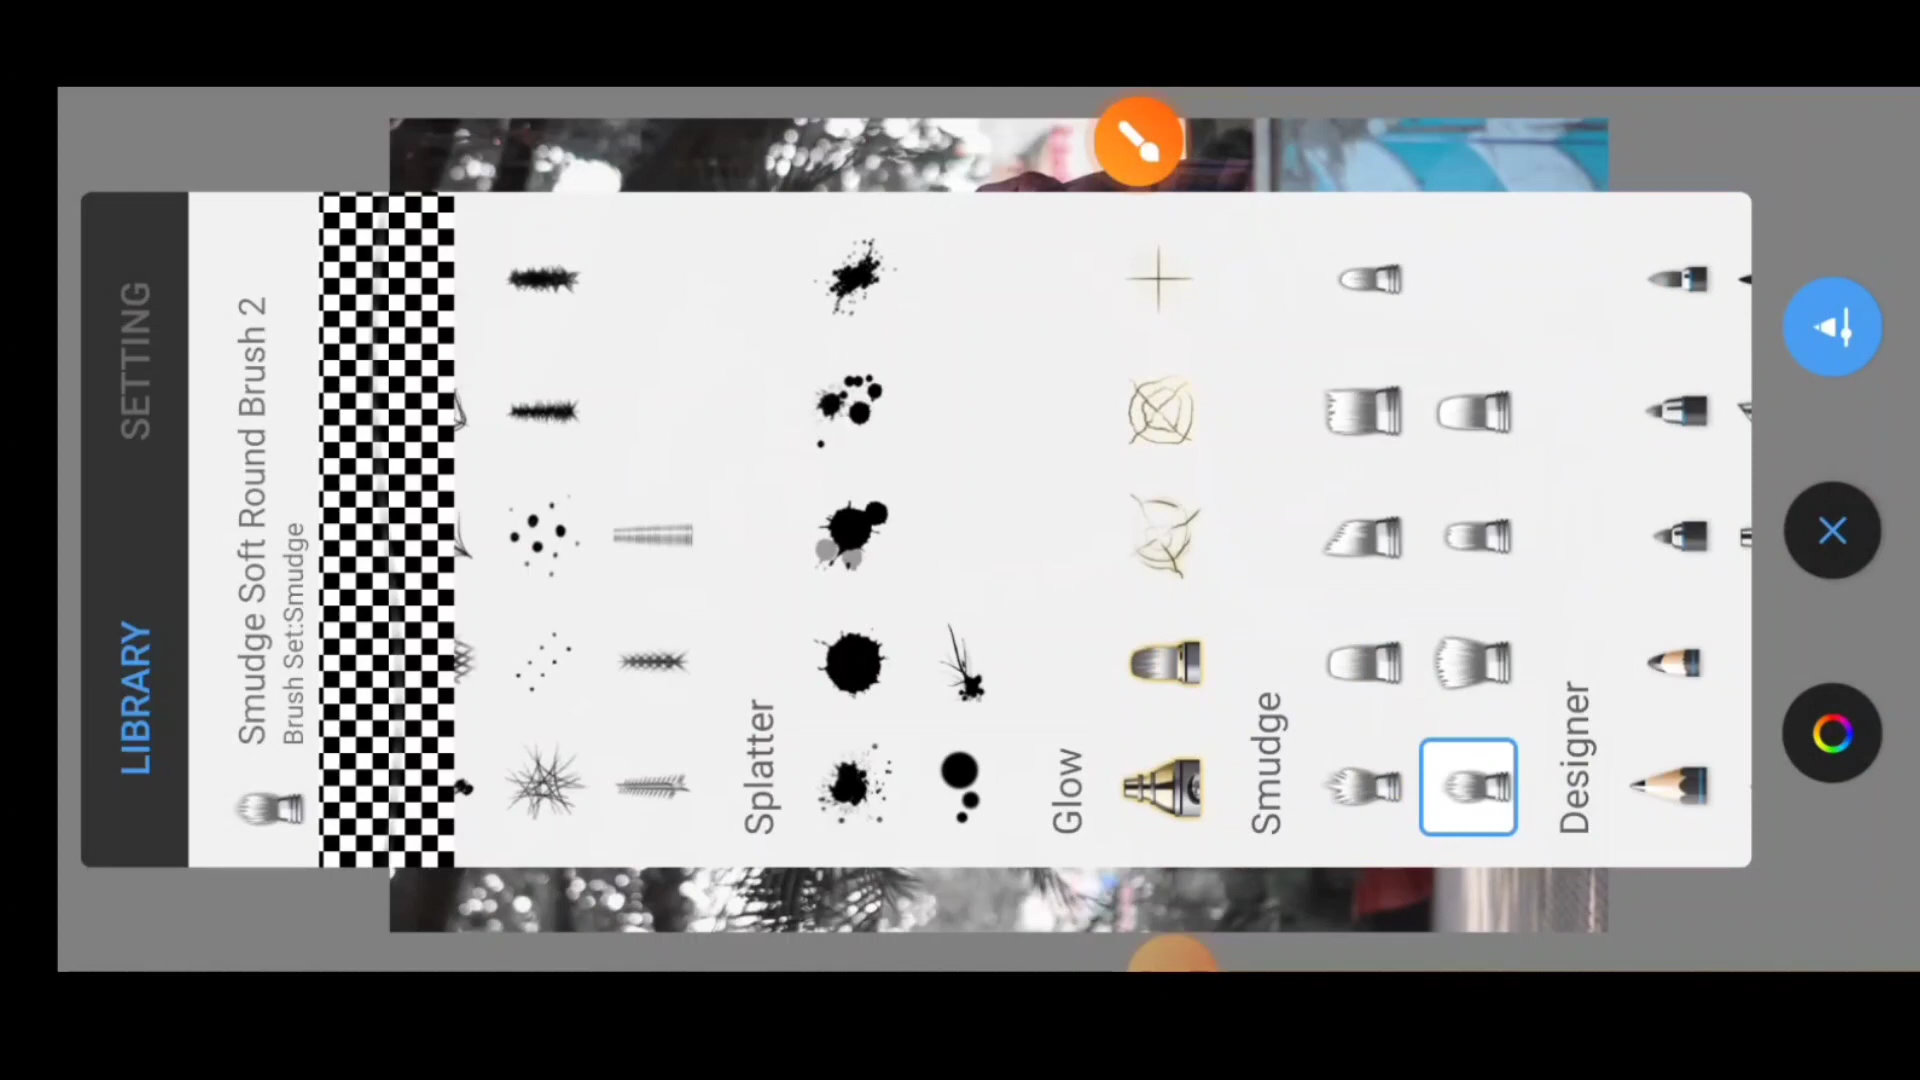 LIBRARY
SETTING
Smudge Soft Round Brush 2
Brush Set:Smudge
Splatter
Glow
Smudge
Designer